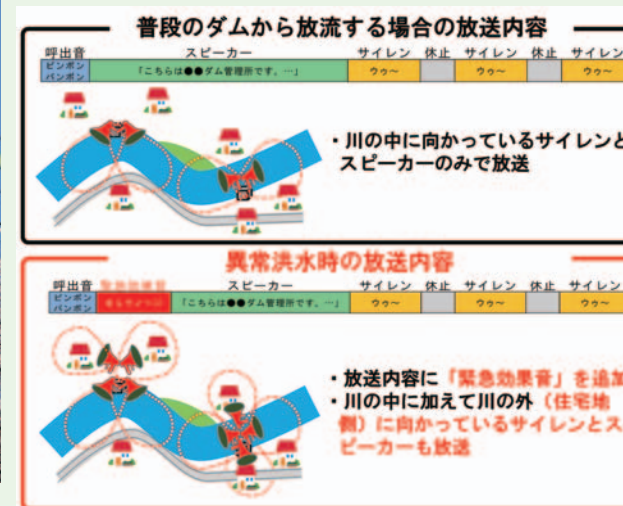 普段のダムから放流する場合の放送内容
呼出音 スピーカー サイレン 休止 サイレン 休止 サイレン
ピンポン
パンポン 「こちらは●●ダム管理所です。…」 ウゥ〜 ウゥ〜 ウゥ〜
・川の中に向かっているサイレンと
スピーカーのみで放送
異常洪水時の放送内容
呼出音 緊急効果音 スピーカー サイレン 休止 サイレン 休止 サイレン
ピンポン
パンポン 「こちらは●●ダム管理所です。…」 ウゥ〜 ウゥ〜 ウゥ〜
・放送内容に「緊急効果音」を追加
・川の中に加えて川の外（住宅地
側）に向かっているサイレンとス
ピーカーも放送